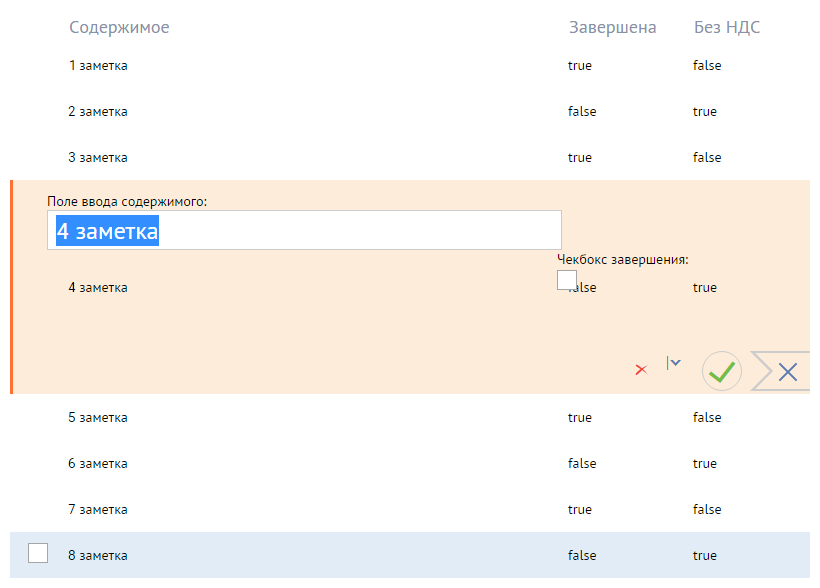 Содержимое Завершена Без НДС
1 заметка true false
2 заметка false true
3 заметка true false
Поле ввода содержимого:
4 заметка
Чекбокс завершения:
4 заметка alse true
5 заметка true false
6 заметка false true
7 заметка true false
8 заметка false true